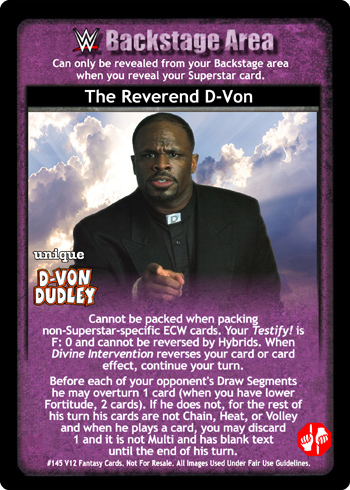 W Backstage Area
Can only be revealed from your Backstage area
when you reveal your Superstar card.
The Reverend D-Von
D
unique
D-VON
DUDLEY
Cannot be packed when packing
non-Superstar-specific ECW cards. Your Testify! is
F: 0 and cannot be reversed by Hybrids. When
Divine Intervention reverses your card or card
effect, continue your turn.
Before each of your opponent's Draw Segments
he may overturn 1 card (when you have lower
Fortitude, 2 cards). If he does not, for the rest of
his turn his cards are not Chain, Heat, or Volley
and when he plays a card, you may discard
1 and it is not Multi and has blank text
until the end of his turn.
#145 V12 Fantasy Cards. Not For Resale. All Images Used Under Fair Use Guidelines.